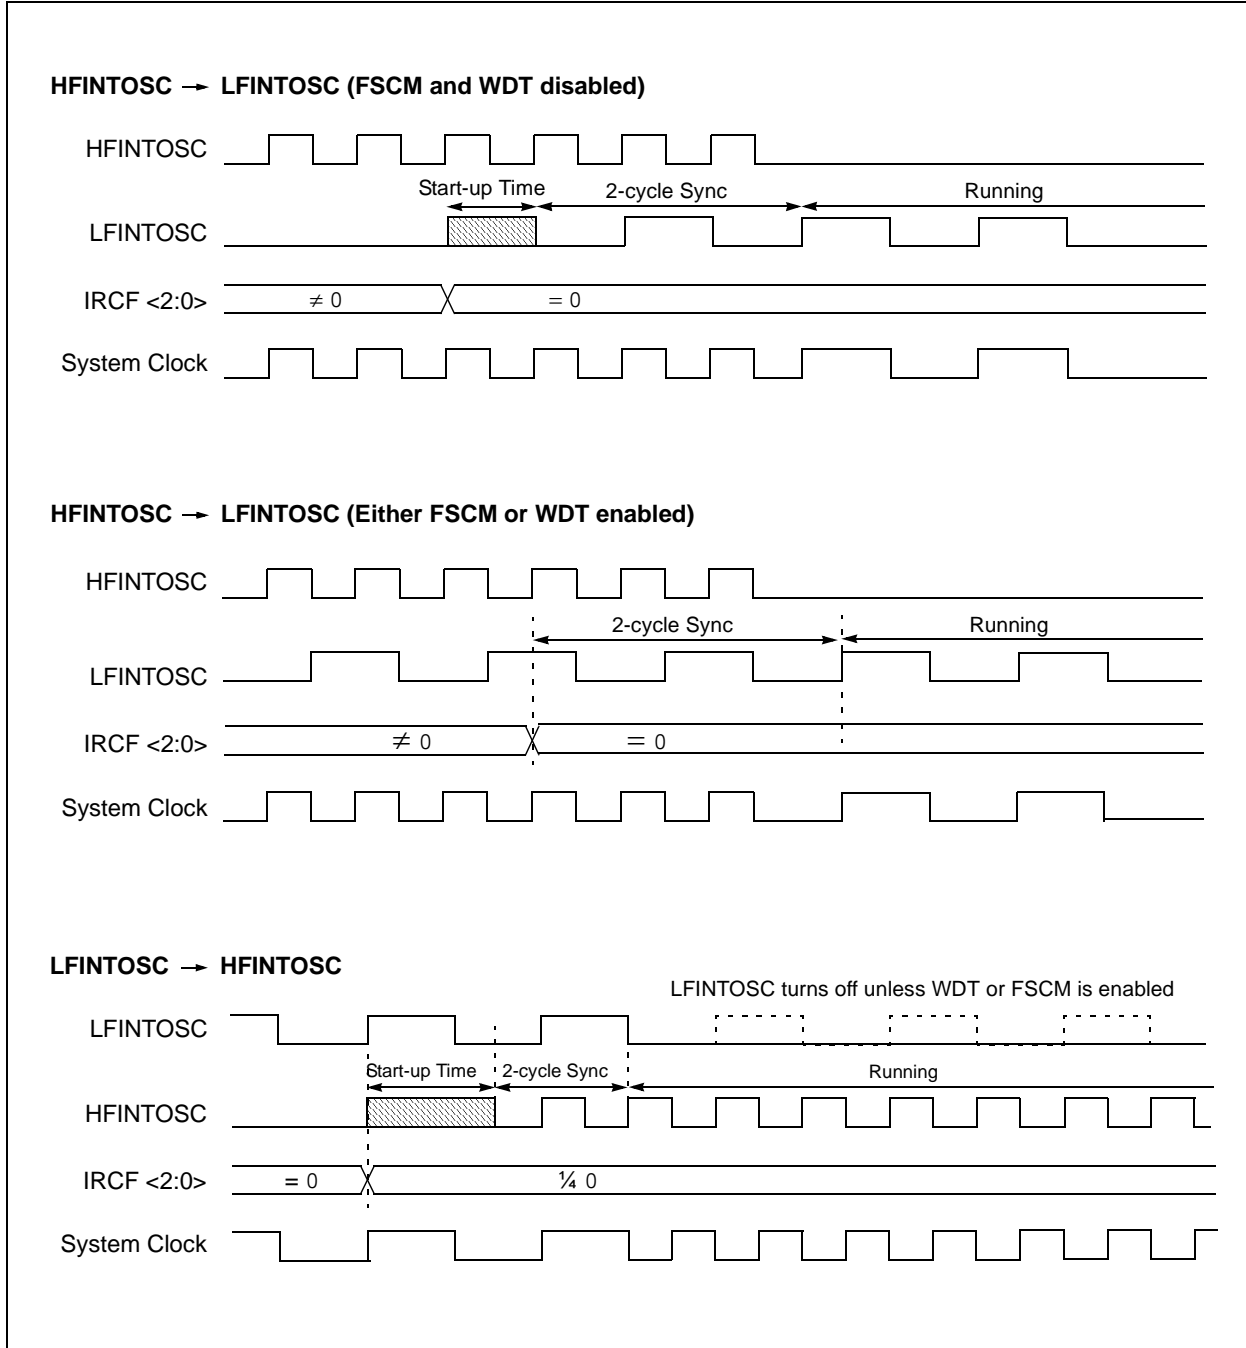 HFINTOSC → LFINTOSC (FSCM and WDT disabled)
HFINTOSC
Start-up Time 2-cycle Sync Running
LFINTOSC
IRCF <2:0> ≠ 0 = 0
System Clock
HFINTOSC → LFINTOSC (Either FSCM or WDT enabled)
HFINTOSC
2-cycle Sync Running
LFINTOSC
IRCF <2:0> ≠ 0 = 0
System Clock
LFINTOSC → HFINTOSC
LFINTOSC turns off unless WDT or FSCM is enabled
LFINTOSC
Start-up Time 2-cycle Sync Running
HFINTOSC
IRCF <2:0> = 0 ¼ 0
System Clock